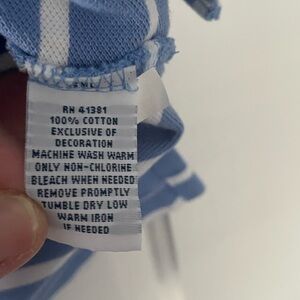 RN 41381
100% COTTON
EXCLUSIVE OF
DECORATION
MACHINE WASH WARM
ONLY NON-CHLORINE
BLEACH WHEN NEEDED
REMOVE PROMPTLY
TUMBLE DRY LOW
WARM IRON
IF NEEDED